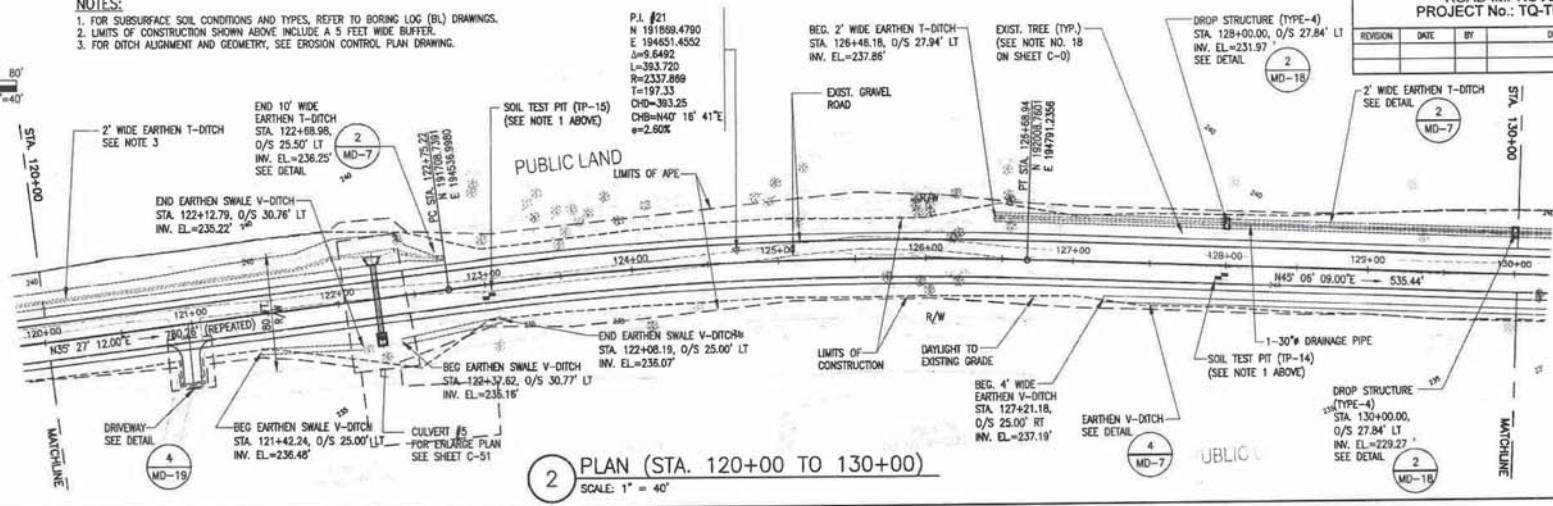 NOTES:
1. FOR SUBSURFACE SOIL CONDITIONS AND TYPES, REFER TO BORING LOG (BL) DRAWINGS.
2. LIMITS OF CONSTRUCTION SHOWN ABOVE INCLUDE A 5 FEET WIDE BUFFER.
3. FOR DITCH ALIGNMENT AND GEOMETRY, SEE EROSION CONTROL PLAN DRAWING.
80'
PROJECT No.: TQ-T
REVISION DATE BY
STA. 120+00
2' WIDE EARTHEN T-DITCH
SEE NOTE 3
END 10' WIDE
EARTHEN T-DITCH
STA. 122+68.98,
O/S 25.50' LT
INV. EL.=236.25'
SEE DETAIL
2
MD-7
END EARTHEN SWALE V-DITCH
STA. 122+12.79, O/S 30.76' LT
INV. EL.=235.22'
PC STA. 122+75.22
N 191708.7391
E 194536.9980
SOIL TEST PIT (TP-15)
(SEE NOTE 1 ABOVE)
PUBLIC LAND
P.I. #21
N 191869.4790
E 194651.4552
Δ=9.6492
L=393.720
R=2337.869
T=197.33
CHD=393.25
CHB=N40° 16' 41"E
e=2.60%
LIMITS OF APE
EXIST. GRAVEL
ROAD
BEG. 2' WIDE EARTHEN T-DITCH
STA. 126+46.18, O/S 27.94' LT
INV. EL.=237.86'
EXIST. TREE (TYP.)
(SEE NOTE NO. 18
ON SHEET C-0)
PT STA. 126+68.94
N 192008.7601
E 194791.2356
DROP STRUCTURE (TYPE-4)
STA. 128+00.00, O/S 27.84' LT
INV. EL.=231.97'
SEE DETAIL
2
MD-18
2' WIDE EARTHEN T-DITCH
SEE DETAIL
2
MD-7
STA. 130+00
240
240
240
240
240
240
120+00
121+00
122+00
123+00
124+00
125+00
126+00
127+00
128+00
129+00
130+00
N35° 27' 12.00"E
780.26' (REPEATED)
80 FT
R/W
N45° 06' 09.00"E
535.44'
R/W
DRIVEWAY
SEE DETAIL
4
MD-19
BEG EARTHEN SWALE V-DITCH
STA. 121+42.24, O/S 25.00' LT
INV. EL.=236.48'
CULVERT #5
FOR ENLARGE PLAN
SEE SHEET C-51
BEG EARTHEN SWALE V-DITCH
STA. 122+37.62, O/S 30.77' LT
INV. EL.=235.16'
END EARTHEN SWALE V-DITCH
STA. 122+08.19, O/S 25.00' LT
INV. EL.=236.07'
LIMITS OF
CONSTRUCTION
DAYLIGHT TO
EXISTING GRADE
BEG. 4' WIDE
EARTHEN V-DITCH
STA. 127+21.18,
O/S 25.00' RT
INV. EL.=237.19'
EARTHEN V-DITCH
SEE DETAIL
4
MD-7
1-30"ø DRAINAGE PIPE
SOIL TEST PIT (TP-14)
(SEE NOTE 1 ABOVE)
DROP STRUCTURE
(TYPE-4)
STA. 130+00.00,
O/S 27.84' LT
INV. EL.=229.27'
SEE DETAIL
2
MD-18
235
235
235
MATCHLINE
MATCHLINE
2
PLAN (STA. 120+00 TO 130+00)
SCALE: 1" = 40'